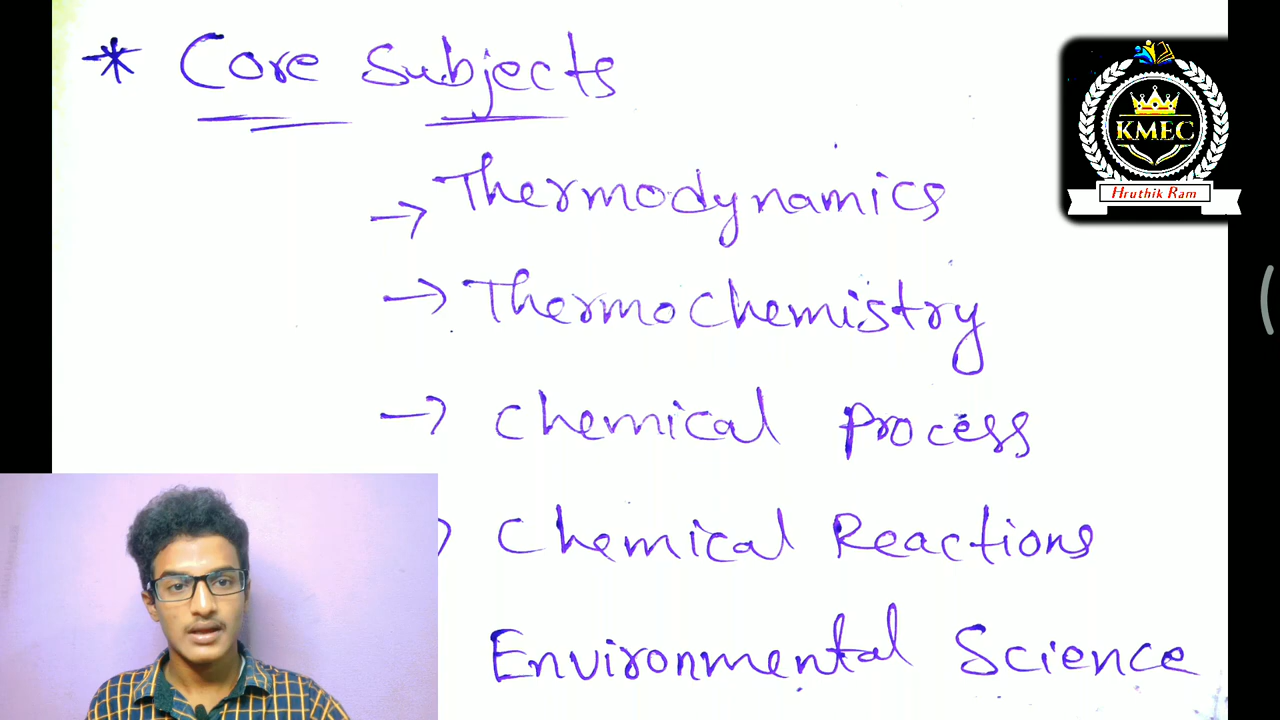 * Core Subjects
→ Thermodynamics
→ Thermochemistry
→ Chemical process
Chemical Reactions
Environmental Science
KMEC
Hruthik Ram